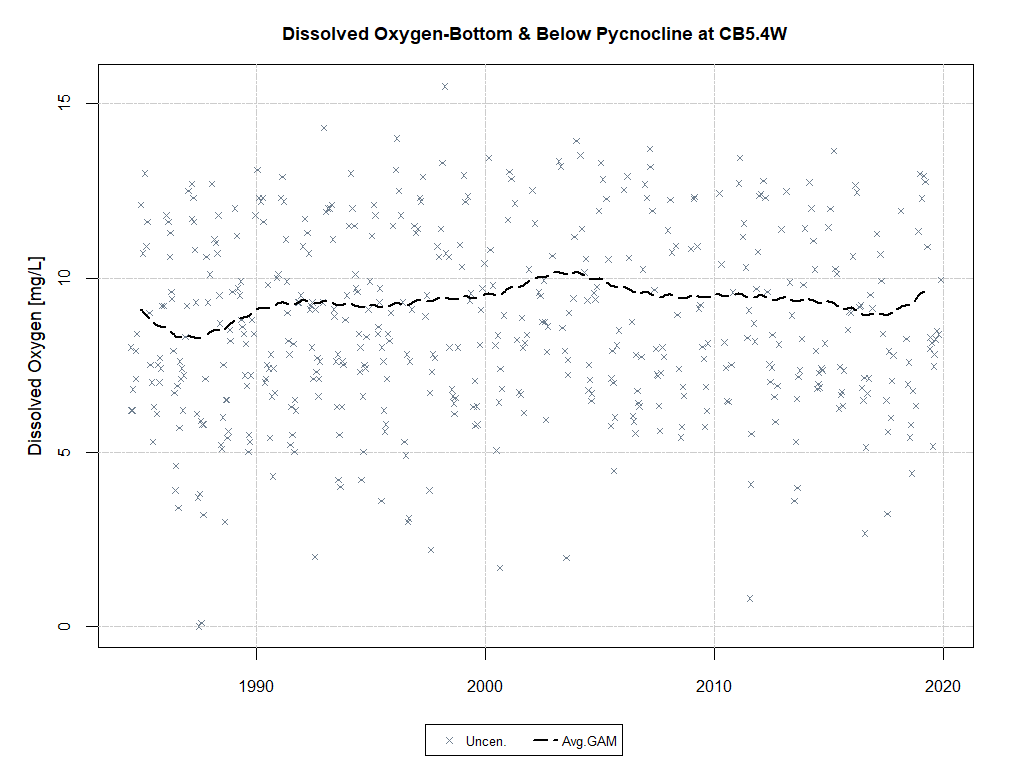 Dissolved Oxygen-Bottom & Below Pycnocline at CB5.4W
Dissolved Oxygen [mg/L]
15
10
5
0
1990 2000 2010 2020
Uncen. Avg.GAM